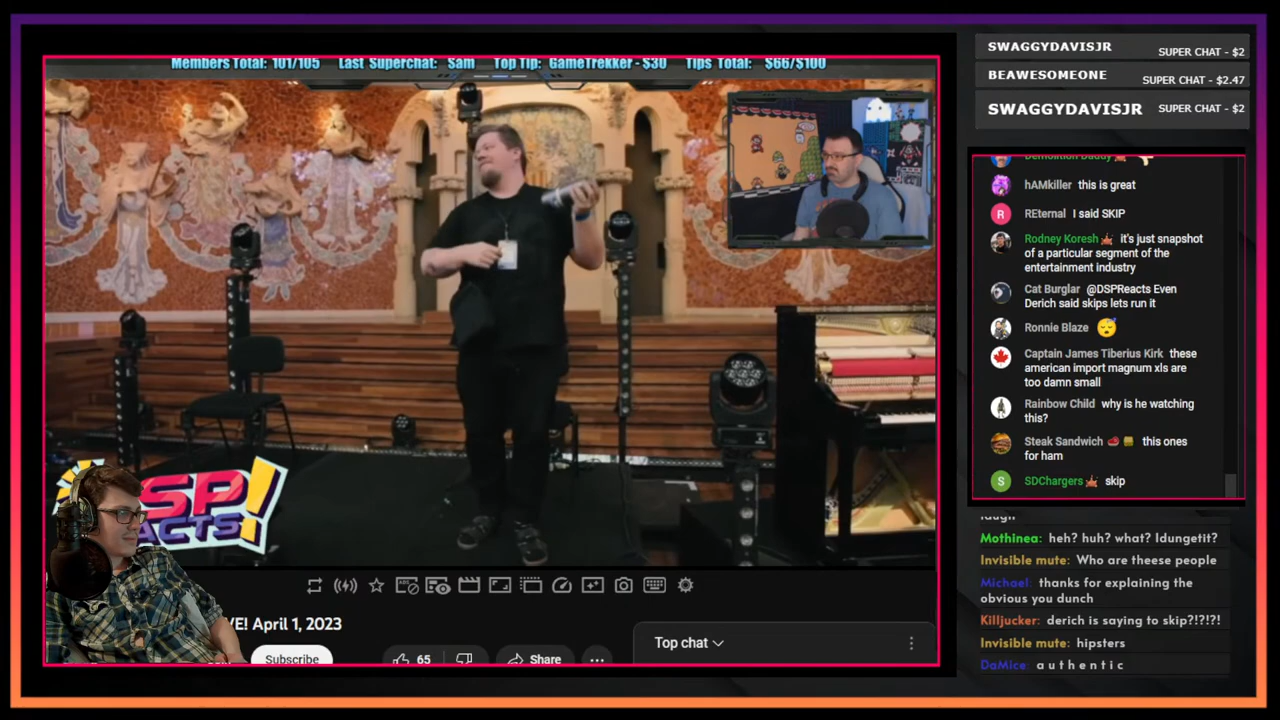 Members Total: 101/105 Last Superchat: Sam Top Tip: GameTrekker - $30 Tips Total: $66/$100
SP!
ACTS!
VE! April 1, 2023
Subscribe
65
Share
Top chat
SWAGGYDAVISJR SUPER CHAT - $2
BEAWESOMEONE SUPER CHAT - $2.47
SWAGGYDAVISJR SUPER CHAT - $2
Demolition Daddy
hAMkiller this is great
R REternal I said SKIP
Rodney Koresh it's just snapshot
of a particular segment of the
entertainment industry
Cat Burglar @DSPReacts Even
Derich said skips lets run it
Ronnie Blaze
Captain James Tiberius Kirk these
american import magnum xls are
too damn small
Rainbow Child why is he watching
this?
Steak Sandwich this ones
for ham
S SDChargers skip
laugh
Mothinea: heh? huh? what? Idungetit?
Invisible mute: Who are theese people
Michael: thanks for explaining the
obvious you dunch
Killjucker: derich is saying to skip?!?!?!
Invisible mute: hipsters
DaMice: a u t h e n t i c